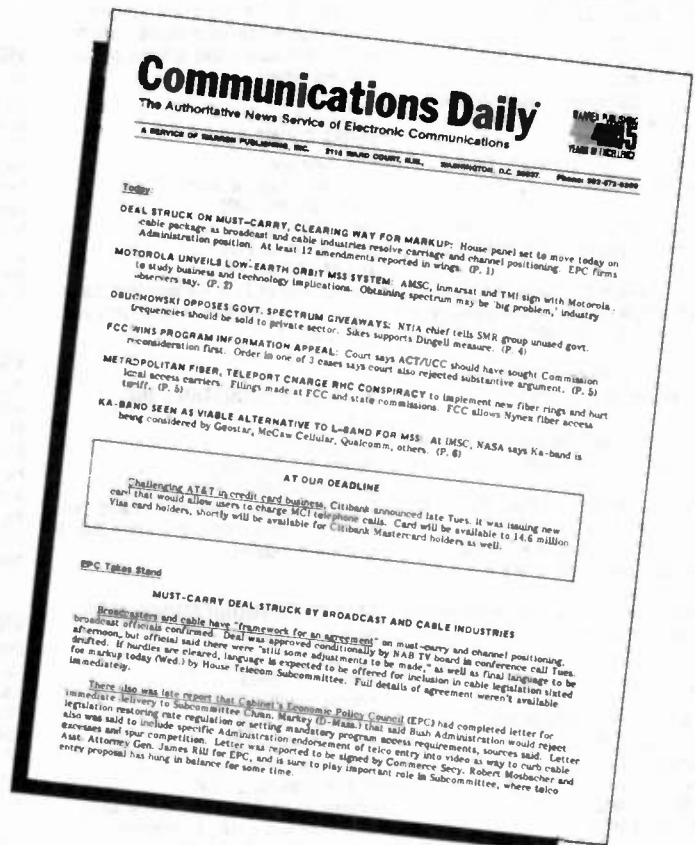 Communications Daily
The Authoritative News Service of Electronic Communications
WARREN PUBLISHING
45
YEARS OF EXCELLENCE
A SERVICE OF WARREN PUBLISHING, INC. 2115 WARD COURT, N.W., WASHINGTON, D.C. 20037. Phone: 202-872-9200
Today:
DEAL STRUCK ON MUST-CARRY, CLEARING WAY FOR MARKUP: House panel set to move today on
cable package as broadcast and cable industries resolve carriage and channel positioning. EPC firms
Administration position. At least 12 amendments reported in wings. (P. 1)
MOTOROLA UNVEILS LOW-EARTH ORBIT MSS SYSTEM: AMSC, Inmarsat and TMI sign with Motorola
to study business and technology implications. Obtaining spectrum may be 'big problem,' industry
observers say. (P. 2)
OBUCHOWSKI OPPOSES GOVT. SPECTRUM GIVEAWAYS: NTIA chief tells SMR group unused govt.
frequencies should be sold to private sector. Sikes supports Dingell measure. (P. 4)
FCC WINS PROGRAM INFORMATION APPEAL: Court says ACT/UCC should have sought Commission
reconsideration first. Order in one of 3 cases says court also rejected substantive argument. (P. 5)
METROPOLITAN FIBER, TELEPORT CHARGE RHC CONSPIRACY to implement new fiber rings and hurt
local access carriers. Filings made at FCC and state commissions. FCC allows Nynex fiber access
tariff. (P. 5)
KA-BAND SEEN AS VIABLE ALTERNATIVE TO L-BAND FOR MSS: At IMSC, NASA says Ka-band is
being considered by Geostar, McCaw Cellular, Qualcomm, others. (P. 6)
AT OUR DEADLINE
Challenging AT&T in credit card business, Citibank announced late Tues. it was issuing new
card that would allow users to charge MCI telephone calls. Card will be available to 14.6 million
Visa card holders, shortly will be available for Citibank Mastercard holders as well.
EPC Takes Stand
MUST-CARRY DEAL STRUCK BY BROADCAST AND CABLE INDUSTRIES
Broadcasters and cable have "framework for an agreement" on must-carry and channel positioning,
broadcast officials confirmed. Deal was approved conditionally by NAB TV board in conference call Tues.
afternoon, but official said there were "still some adjustments to be made," as well as final language to be
drafted. If hurdles are cleared, language is expected to be offered for inclusion in cable legislation slated
for markup today (Wed.) by House Telecom Subcommittee. Full details of agreement weren't available
immediately.
There also was late report that Cabinet's Economic Policy Council (EPC) had completed letter for
immediate delivery to Subcommittee Chmn. Markey (D-Mass.) that said Bush Administration would reject
legislation restoring rate regulation or setting mandatory program access requirements, sources said. Letter
also was said to include specific Administration endorsement of telco entry into video as way to curb cable
excesses and spur competition. Letter was reported to be signed by Commerce Secy. Robert Mosbacher and
Asst. Attorney Gen. James Rill for EPC, and is sure to play important role in Subcommittee, where telco
entry proposal has hung in balance for some time.